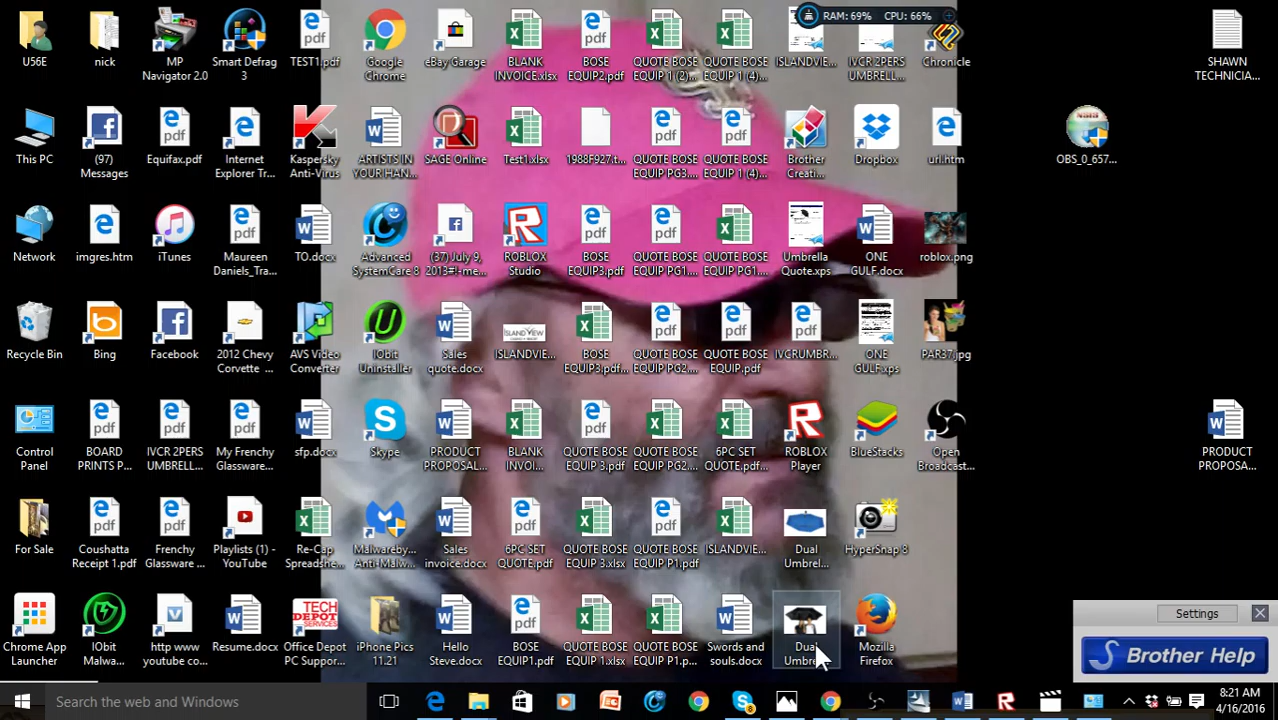 RAM: 69% CPU: 66%
U56E
nick
MP
Navigator 2.0
Smart Defrag
3
TEST1.pdf
Google
Chrome
eBay Garage
BLANK
INVOICE.xlsx
BOSE
EQUIP2.pdf
QUOTE BOSE
EQUIP 1 (2)...
QUOTE BOSE
EQUIP 1 (4)...
ISLANDVIE...
IVCR 2PERS
UMBRELL...
Chronicle
SHAWN
TECHNICIA...
This PC
(97)
Messages
Equifax.pdf
Internet
Explorer Tr...
Kaspersky
Anti-Virus
ARTISTS IN
YOUR HAN...
SAGE Online
Test1.xlsx
1988F927.t...
QUOTE BOSE
EQUIP PG3....
QUOTE BOSE
EQUIP 1 (4)...
Brother
Creati...
Dropbox
url.htm
OBS_0_657...
Network
imgres.htm
iTunes
Maureen
Daniels_Tra...
TO.docx
Advanced
SystemCare 8
(37) July 9,
2013#!-me...
ROBLOX
Studio
BOSE
EQUIP3.pdf
QUOTE BOSE
EQUIP PG1....
QUOTE BOSE
EQUIP PG1....
Umbrella
Quote.xps
ONE
GULF.docx
roblox.png
Recycle Bin
Bing
Facebook
2012 Chevy
Corvette ...
AVS Video
Converter
IObit
Uninstaller
Sales
quote.docx
ISLANDVIEW
ISLANDVIE...
BOSE
EQUIP3.pdf...
QUOTE BOSE
EQUIP PG2....
QUOTE BOSE
EQUIP.pdf
IVCRUMBR...
ONE
GULF.xps
PAR37.jpg
Control
Panel
BOARD
PRINTS P...
IVCR 2PERS
UMBRELL...
My Frenchy
Glassware...
sfp.docx
Skype
PRODUCT
PROPOSAL...
BLANK
INVOI...
QUOTE BOSE
EQUIP 3.pdf
QUOTE BOSE
EQUIP PG2....
6PC SET
QUOTE.pdf
ROBLOX
Player
BlueStacks
Open
Broadcast...
PRODUCT
PROPOSA...
For Sale
Coushatta
Receipt 1.pdf
Frenchy
Glassware ...
Playlists (1) -
YouTube
Re-Cap
Spreadshe...
Malwareby...
Anti-Malw...
Sales
invoice.docx
6PC SET
QUOTE.pdf
QUOTE BOSE
EQUIP 3.xlsx
QUOTE BOSE
EQUIP P1.pdf
ISLANDVIE...
Dual
Umbrel...
HyperSnap 8
Chrome App
Launcher
IObit
Malwa...
http www
youtube co...
Resume.docx
TECH
DEPOT
SERVICES
Office Depot
PC Suppor...
iPhone Pics
11.21
Hello
Steve.docx
BOSE
EQUIP1.pdf
QUOTE BOSE
EQUIP 1.xlsx
QUOTE BOSE
EQUIP P1.p...
Swords and
souls.docx
Dual
Umbre...
Mozilla
Firefox
Settings
Brother Help
Search the web and Windows
8:21 AM
4/16/2016